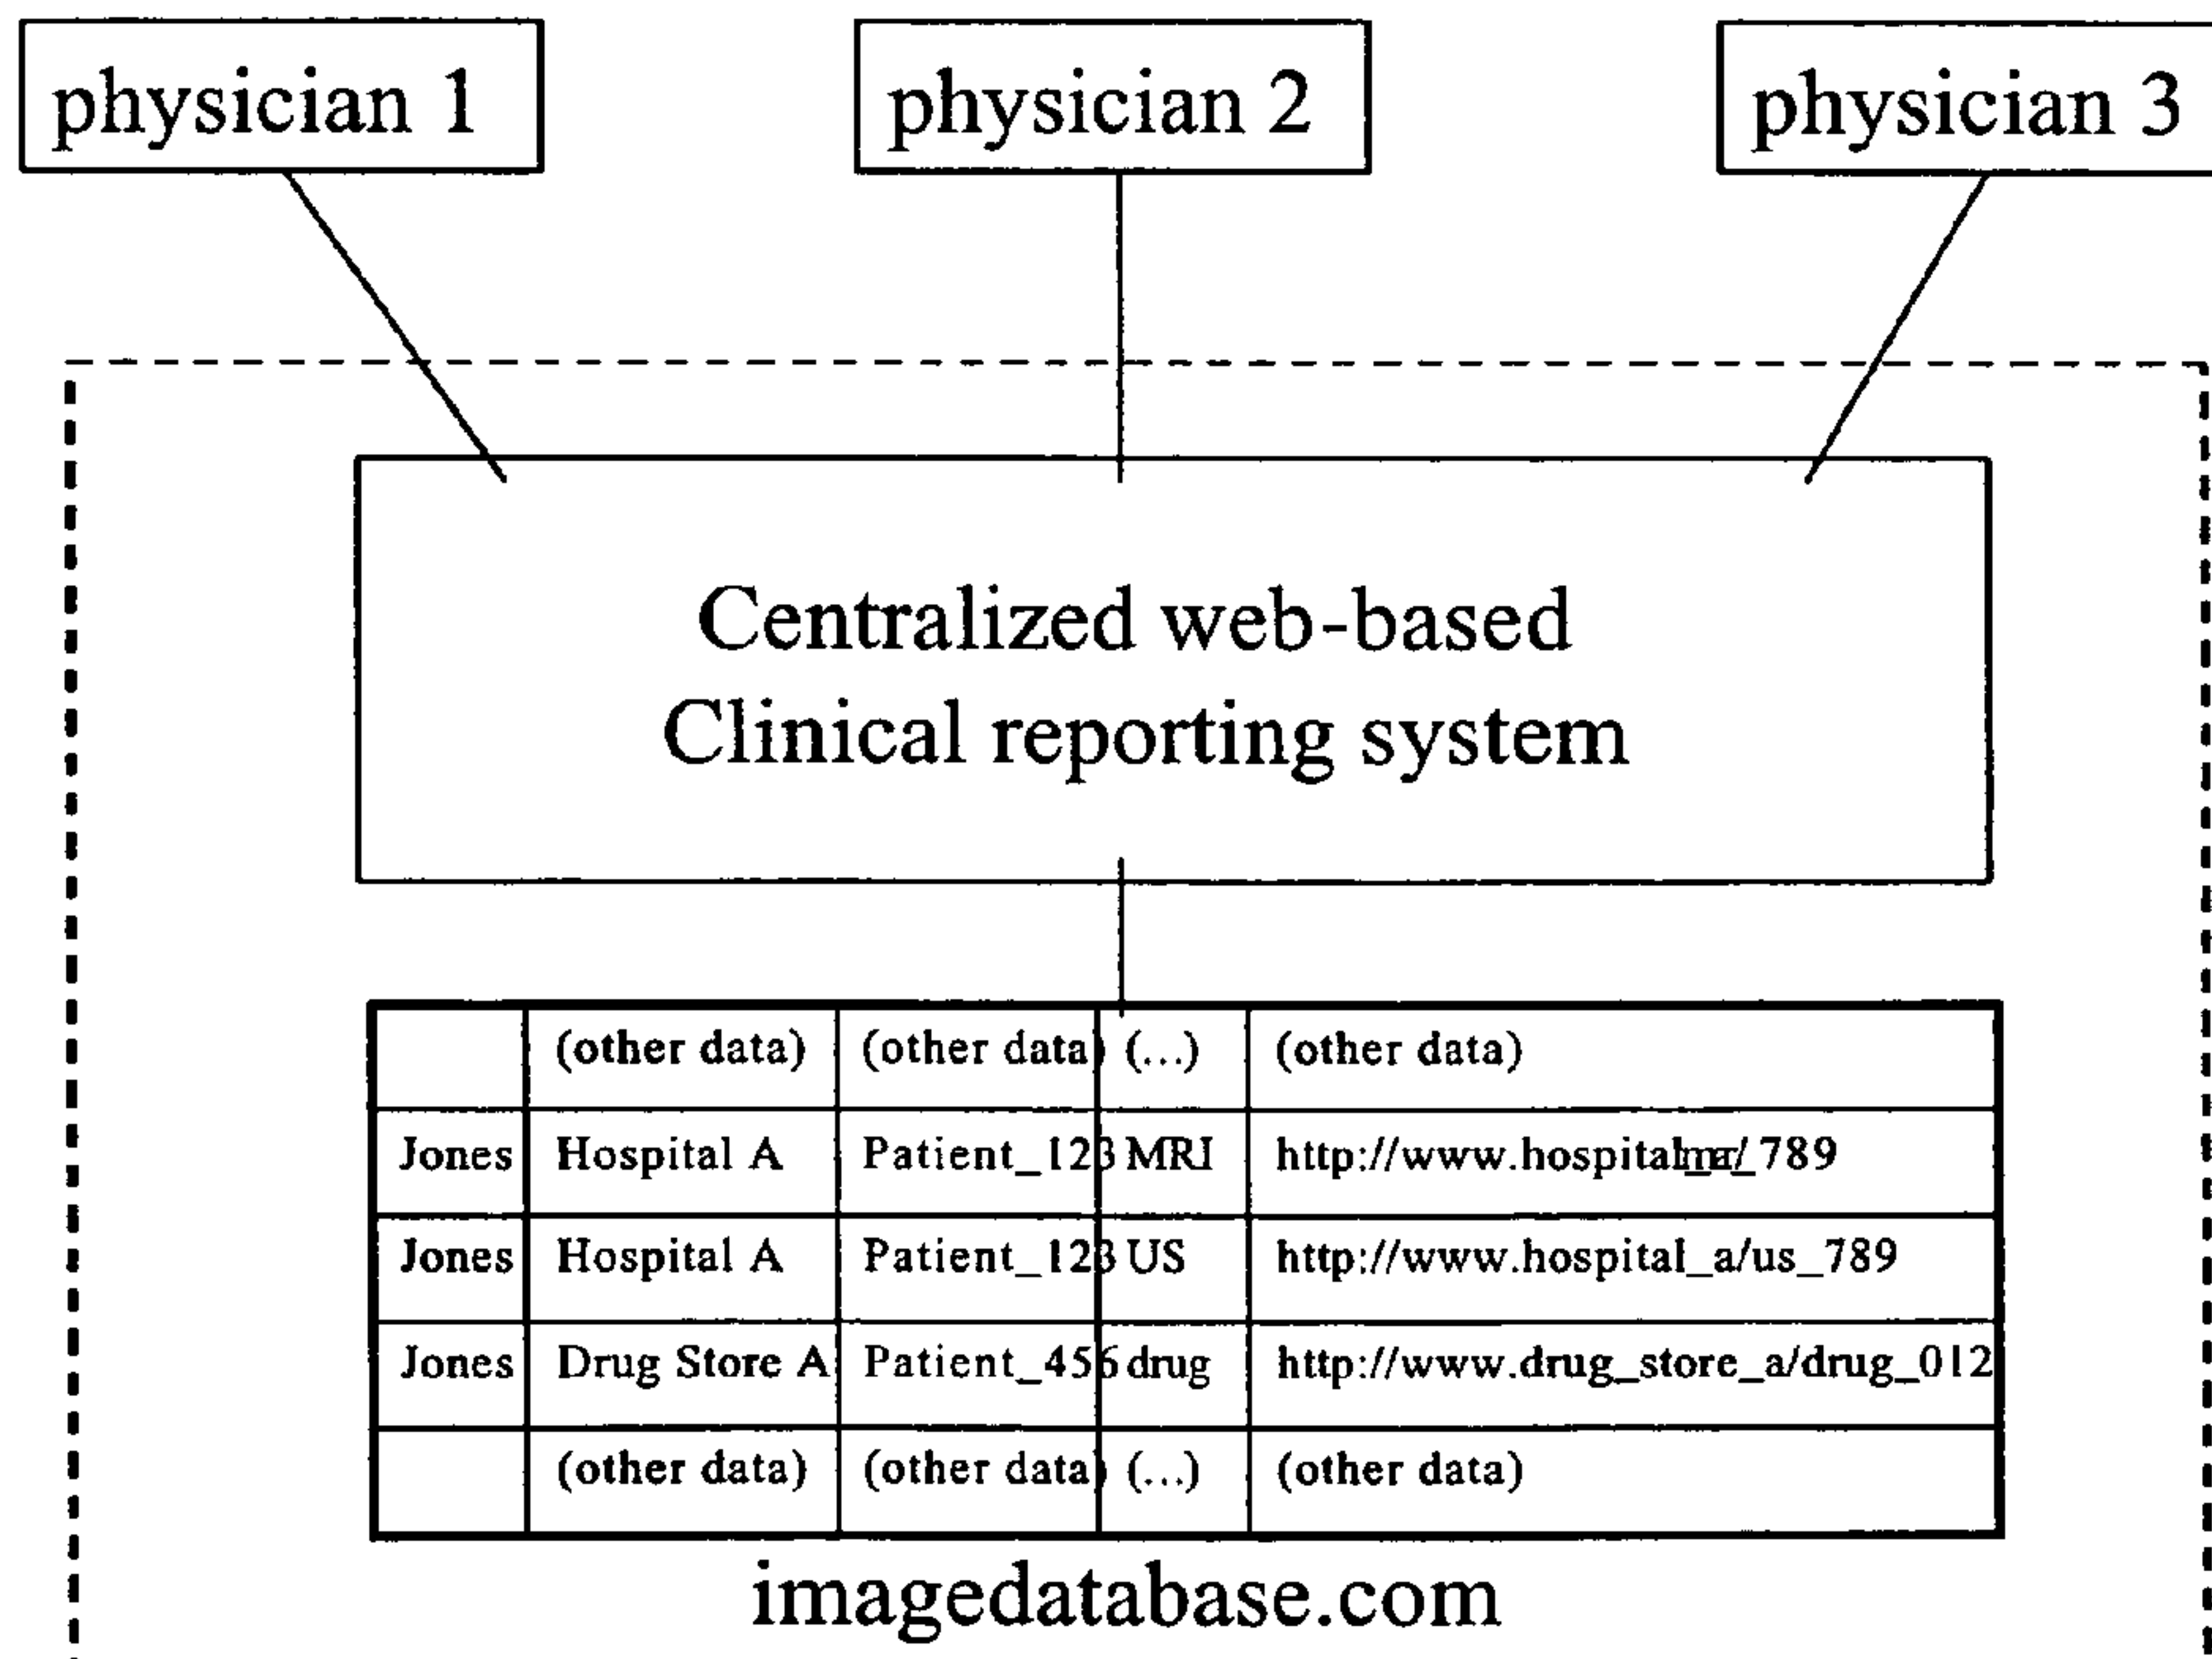 physician 1 physician 2 physician 3
Centralized web-based
Clinical reporting system
(other data) (other data) (...) (other data)
Jones Hospital A Patient_123 MRI
Jones Hospital A Patient_123 US http://www.hospital_a/us_789
Jones Drug Store A Patient_456 drug http://www.drug_store_a/drug_012
(other data) (other data) (...) (other data)
imagedatabase.com